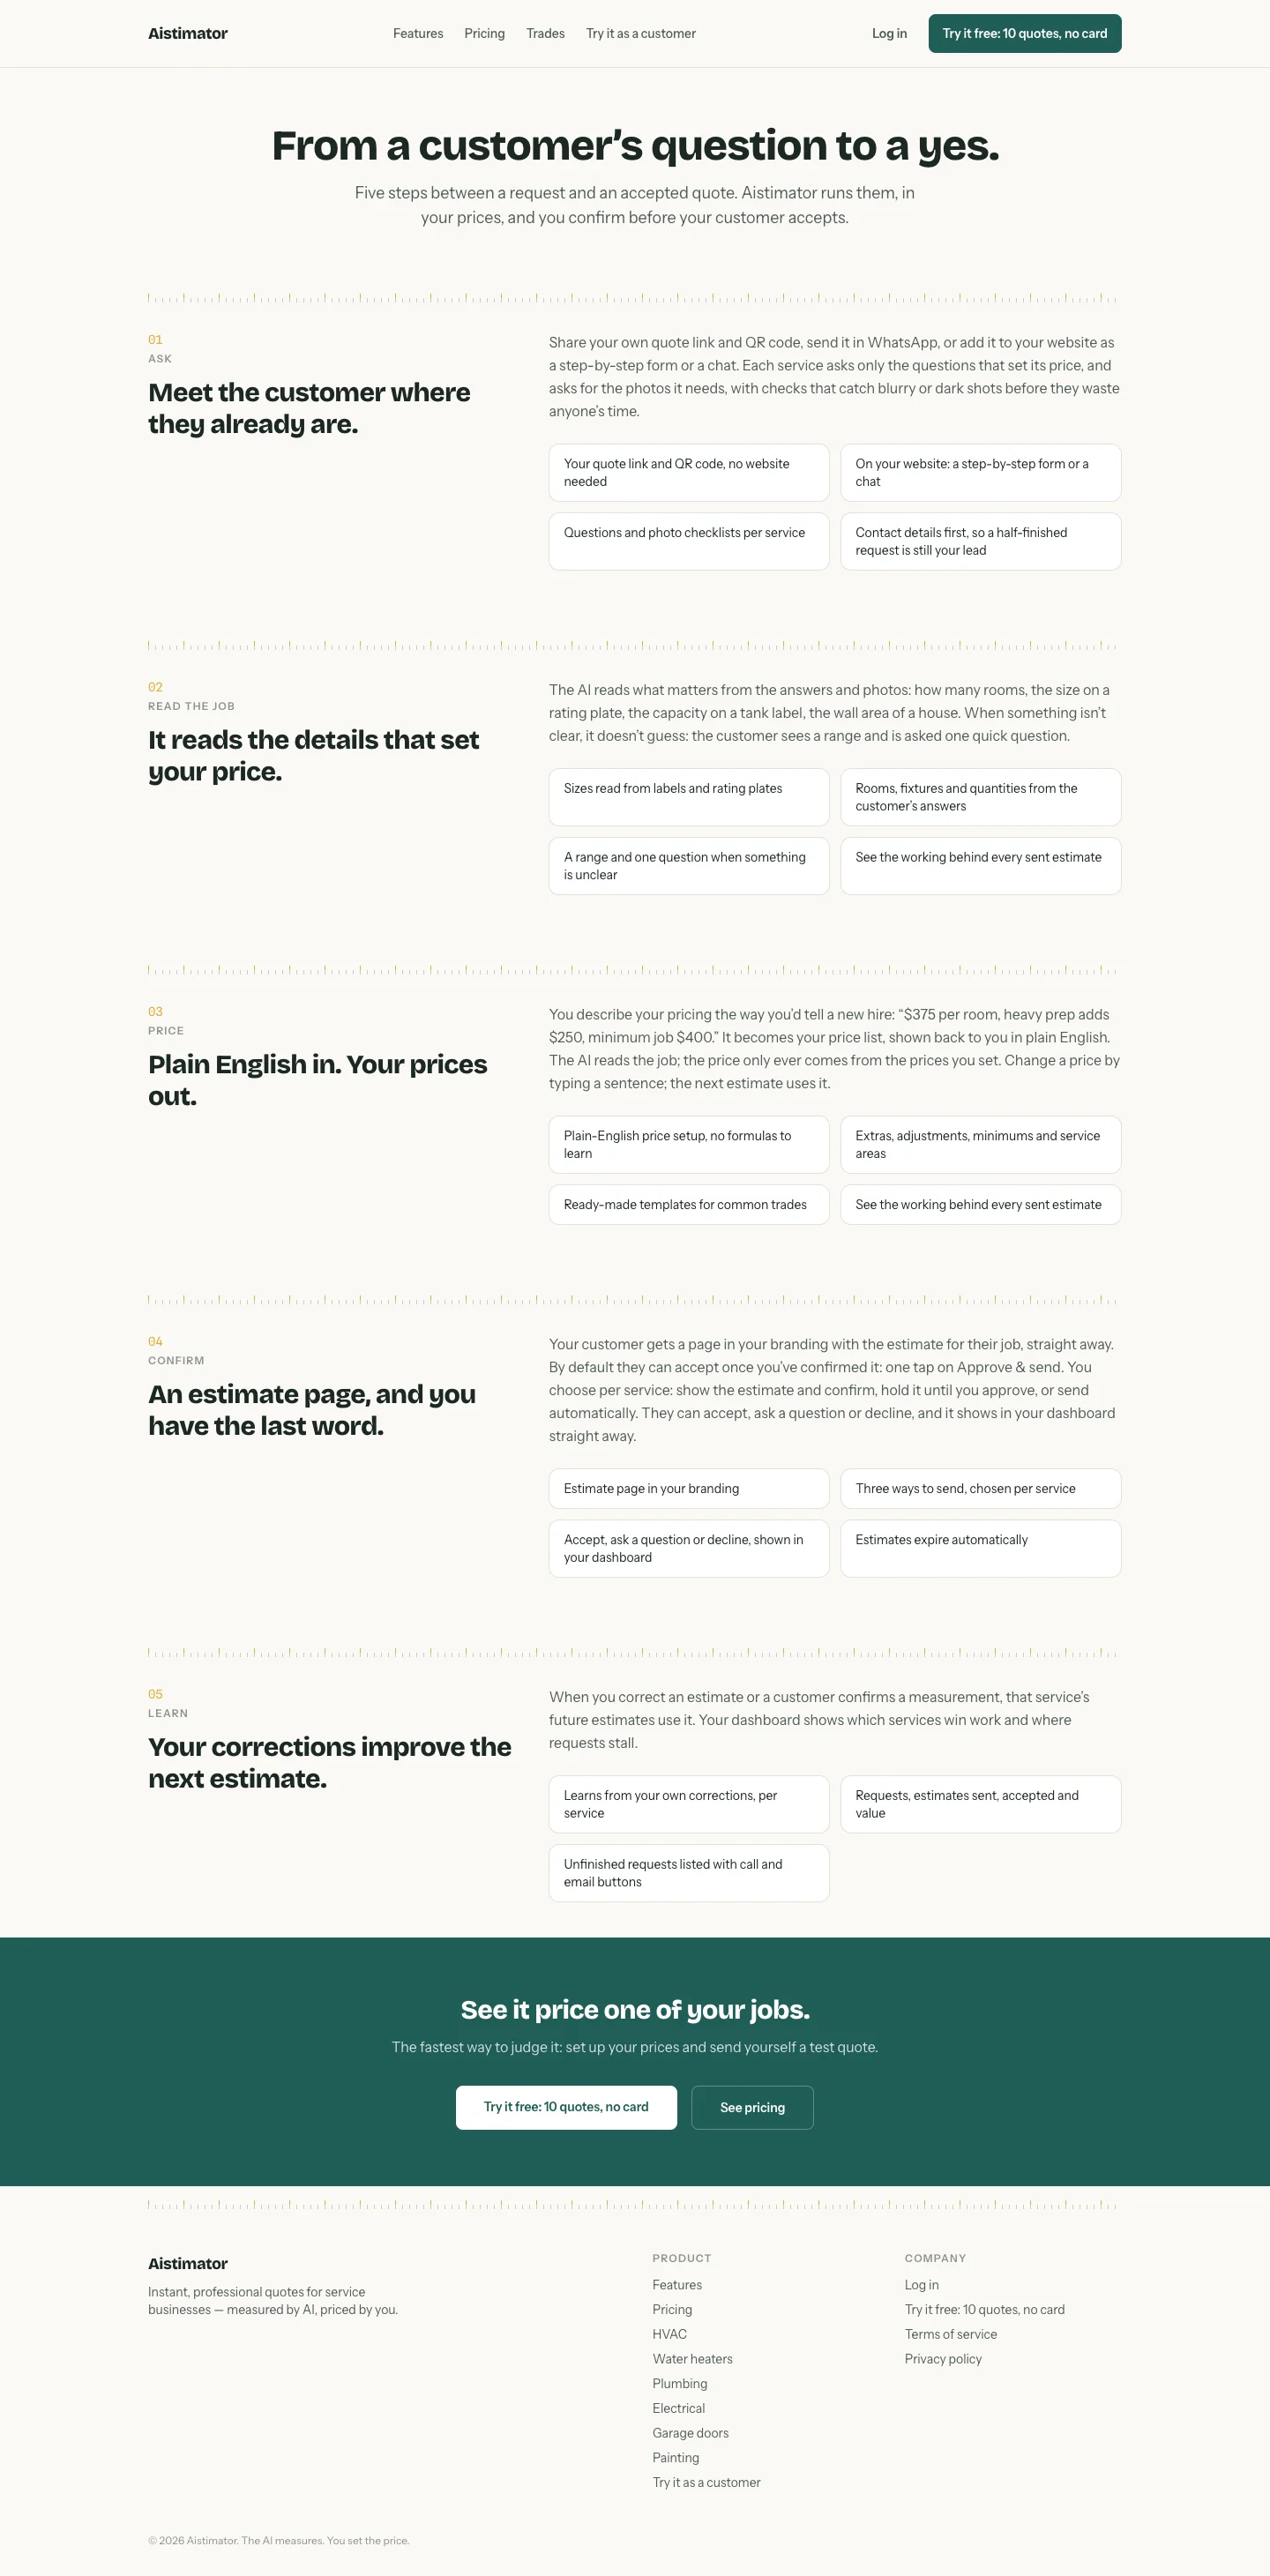 Aistimator
Features
Pricing
Trades
Try it as a customer
Log in
Try it free: 10 quotes, no card
From a customer’s question to a yes.
Five steps between a request and an accepted quote. Aistimator runs them, in
your prices, and you confirm before your customer accepts.
01
ASK
Meet the customer where
they already are.
Share your own quote link and QR code, send it in WhatsApp, or add it to your website as
a step-by-step form or a chat. Each service asks only the questions that set its price, and
asks for the photos it needs, with checks that catch blurry or dark shots before they waste
anyone’s time.
Your quote link and QR code, no website
needed
On your website: a step-by-step form or a
chat
Questions and photo checklists per service
Contact details first, so a half-finished
request is still your lead
02
READ THE JOB
It reads the details that set
your price.
The AI reads what matters from the answers and photos: how many rooms, the size on a
rating plate, the capacity on a tank label, the wall area of a house. When something isn’t
clear, it doesn’t guess: the customer sees a range and is asked one quick question.
Sizes read from labels and rating plates
Rooms, fixtures and quantities from the
customer’s answers
A range and one question when something
is unclear
See the working behind every sent estimate
03
PRICE
Plain English in. Your prices
out.
You describe your pricing the way you’d tell a new hire: “$375 per room, heavy prep adds
$250, minimum job $400.” It becomes your price list, shown back to you in plain English.
The AI reads the job; the price only ever comes from the prices you set. Change a price by
typing a sentence; the next estimate uses it.
Plain-English price setup, no formulas to
learn
Extras, adjustments, minimums and service
areas
Ready-made templates for common trades
See the working behind every sent estimate
04
CONFIRM
An estimate page, and you
have the last word.
Your customer gets a page in your branding with the estimate for their job, straight away.
By default they can accept once you’ve confirmed it: one tap on Approve & send. You
choose per service: show the estimate and confirm, hold it until you approve, or send
automatically. They can accept, ask a question or decline, and it shows in your dashboard
straight away.
Estimate page in your branding
Three ways to send, chosen per service
Accept, ask a question or decline, shown in
your dashboard
Estimates expire automatically
05
LEARN
Your corrections improve the
next estimate.
When you correct an estimate or a customer confirms a measurement, that service’s
future estimates use it. Your dashboard shows which services win work and where
requests stall.
Learns from your own corrections, per
service
Requests, estimates sent, accepted and
value
Unfinished requests listed with call and
email buttons
See it price one of your jobs.
The fastest way to judge it: set up your prices and send yourself a test quote.
Try it free: 10 quotes, no card
See pricing
Aistimator
Instant, professional quotes for service
businesses — measured by AI, priced by you.
PRODUCT
Features
Pricing
HVAC
Water heaters
Plumbing
Electrical
Garage doors
Painting
Try it as a customer
COMPANY
Log in
Try it free: 10 quotes, no card
Terms of service
Privacy policy
© 2026 Aistimator. The AI measures. You set the price.